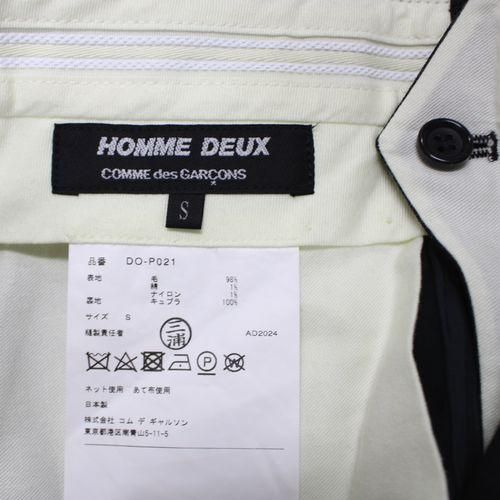 HOMME DEUX
COMME des GARÇONS
S
品番 DO-P021
表地 毛 98%
綿 1%
ナイロン 1%
裏地 キュプラ 100%
サイズ S
縫製責任者 三浦 AD2024
ネット使用 あて布使用
日本製
株式会社 コム デ ギャルソン
東京都港区南青山5-11-5